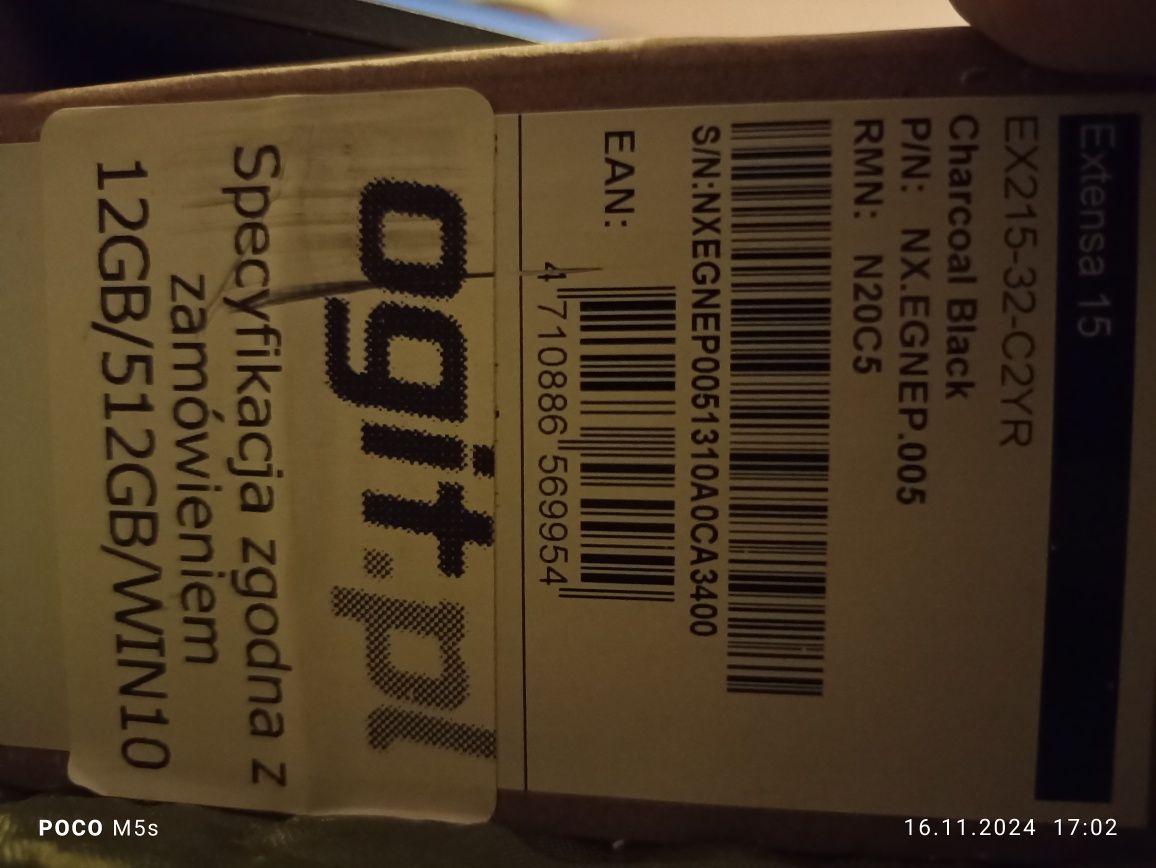 Extensa 15
EX215-32-C2YR
Charcoal Black
P/N: NX.EGNEP.005
RMN: N20C5
S/N:NXEGNEP0051310A0CA3400
EAN:
4 710886 569954
ogit.pl
Specyfikacja zgodna z
zamówieniem
12GB/512GB/WIN10
POCO M5s
16.11.2024 17:02